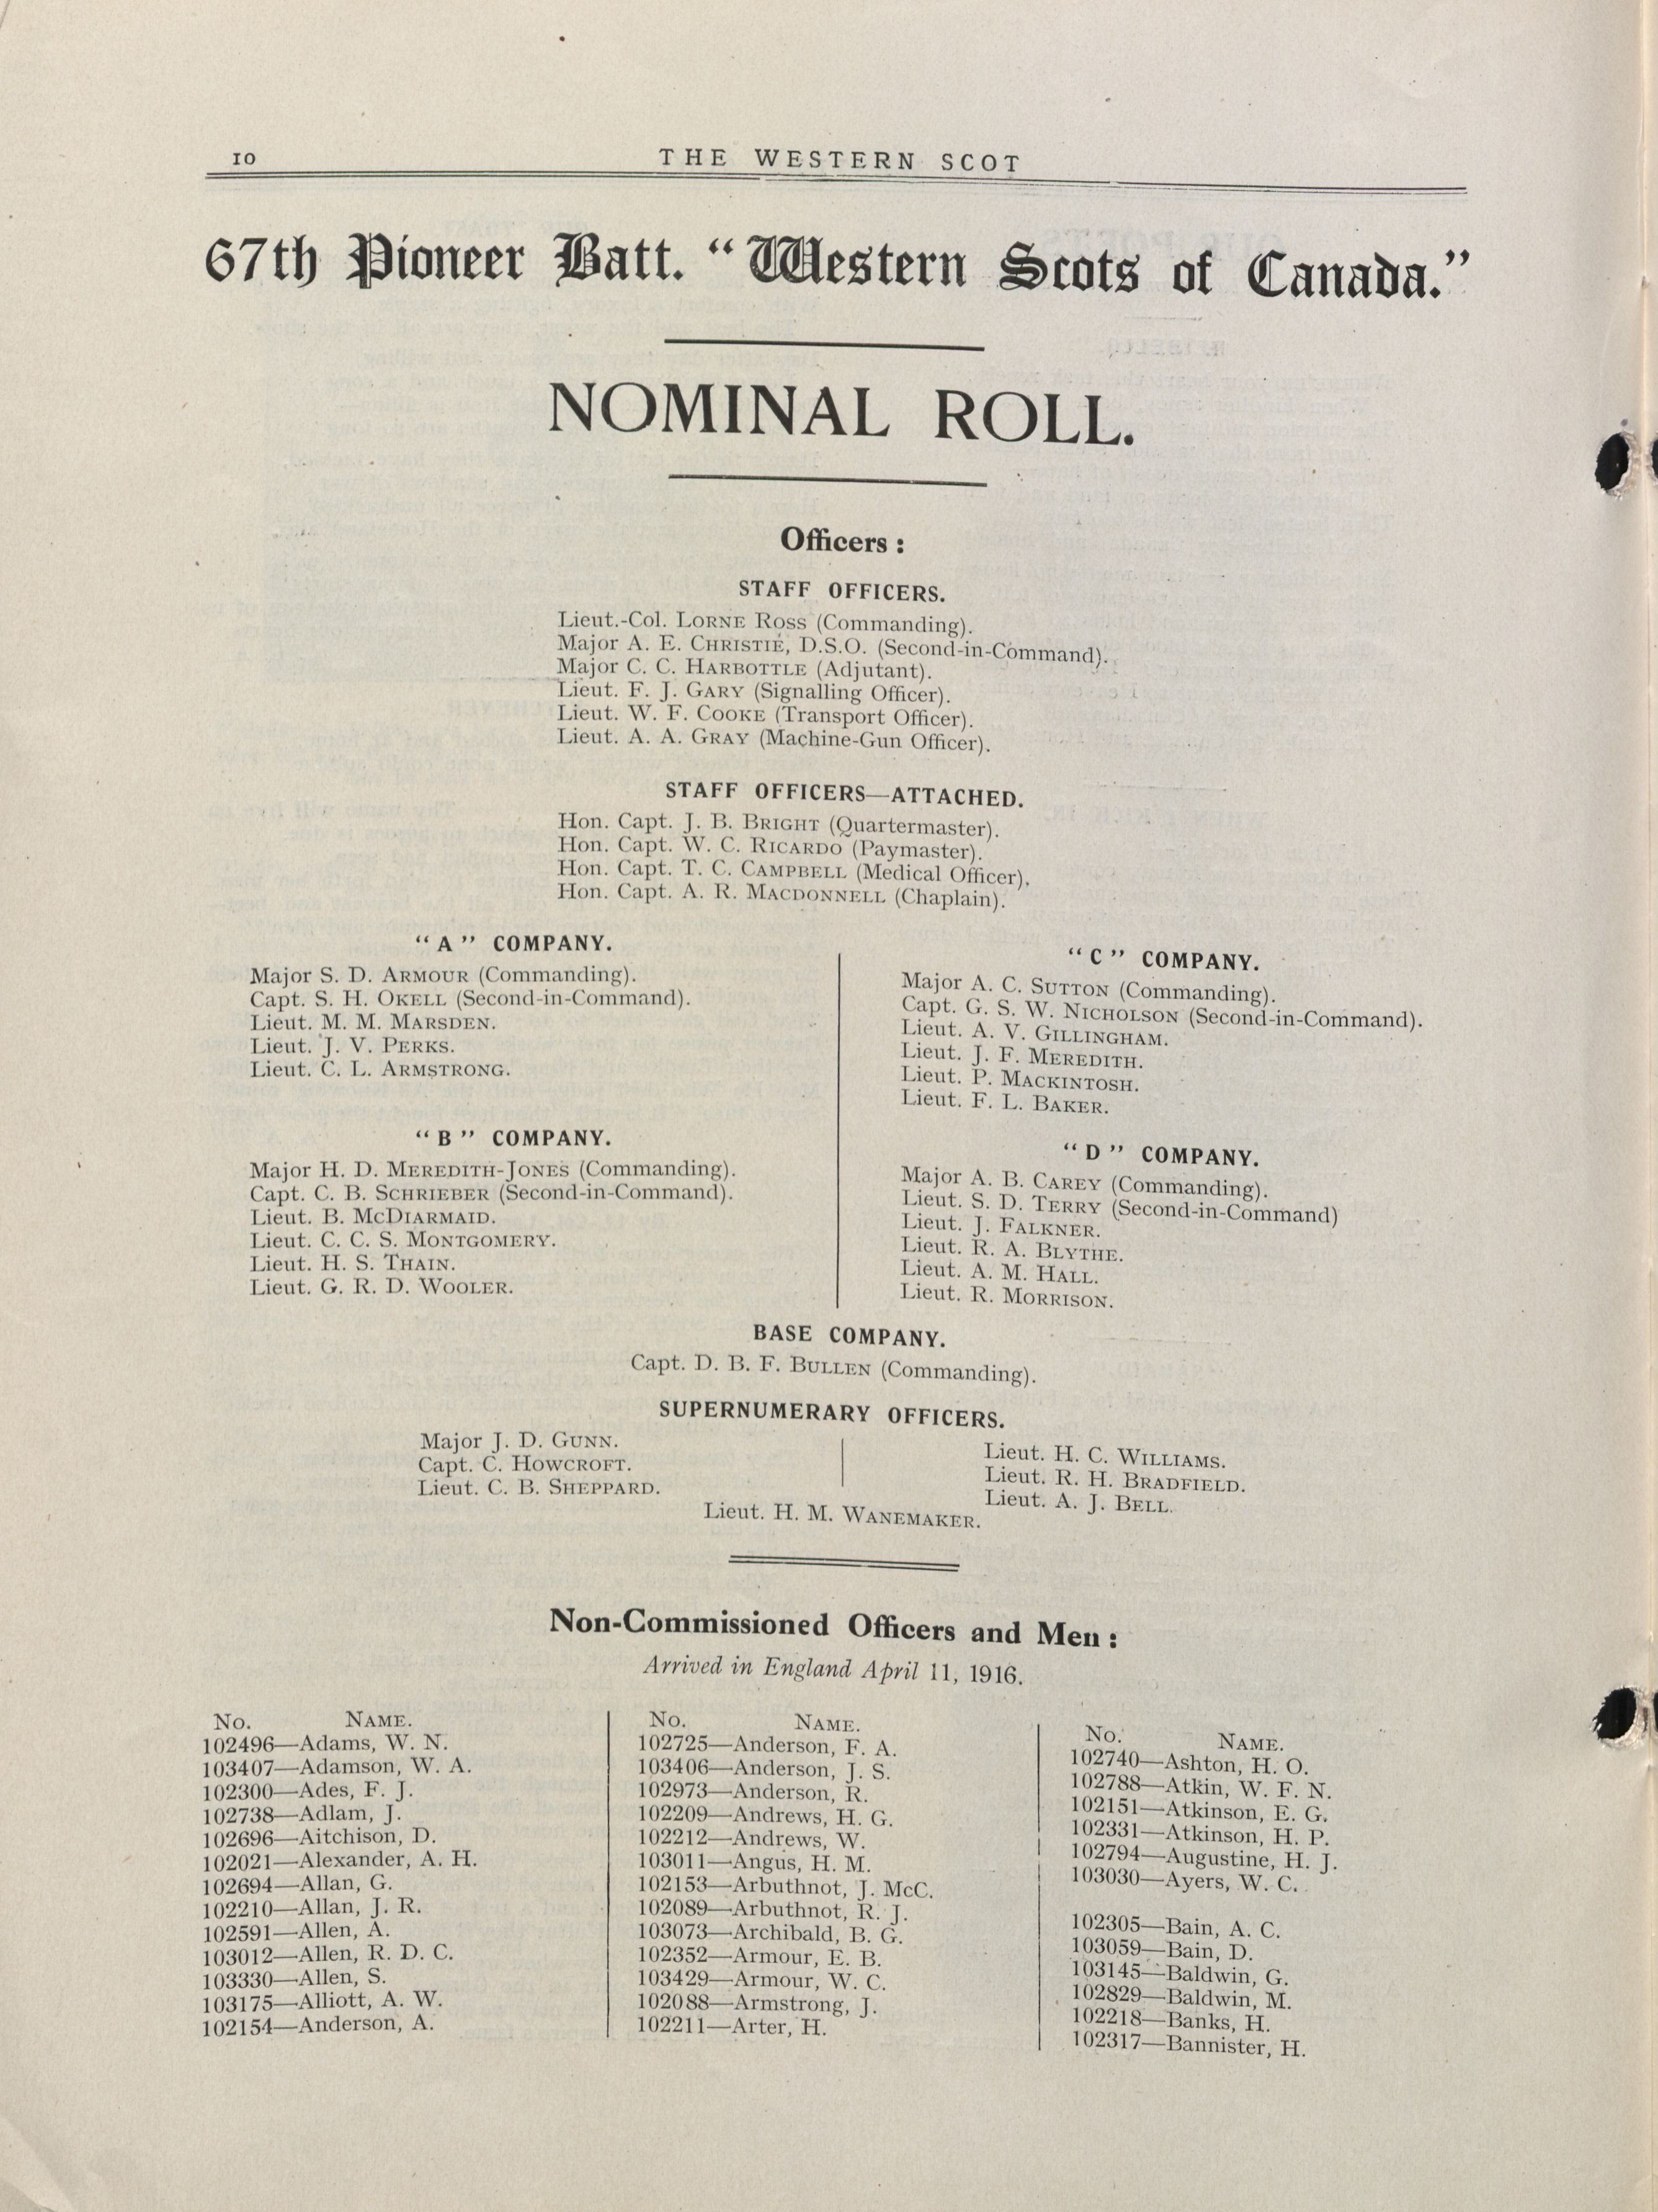 10
THE WESTERN SCOT
67th Pioneer Batt. “Western Scots of Canada.”
NOMINAL ROLL.
Officers :
STAFF OFFICERS.
Lieut.-Col. LORNE ROSS (Commanding).
Major A. E. CHRISTIE, D.S.O. (Second-in-Command).
Major C. C. HARBOTTLE (Adjutant).
Lieut. F. J. GARY (Signalling Officer).
Lieut. W. F. COOKE (Transport Officer).
Lieut. A. A. GRAY (Machine-Gun Officer).
STAFF OFFICERS—ATTACHED.
Hon. Capt. J. B. BRIGHT (Quartermaster).
Hon. Capt. W. C. RICARDO (Paymaster).
Hon. Capt. T. C. CAMPBELL (Medical Officer).
Hon. Capt. A. R. MACDONNELL (Chaplain).
“ A ” COMPANY.
Major S. D. ARMOUR (Commanding).
Capt. S. H. OKELL (Second-in-Command).
Lieut. M. M. MARSDEN.
Lieut. J. V. PERKS.
Lieut. C. L. ARMSTRONG.
“ B ” COMPANY.
Major H. D. MEREDITH-JONES (Commanding).
Capt. C. B. SCHRIEBER (Second-in-Command).
Lieut. B. McDIARMAID.
Lieut. C. C. S. MONTGOMERY.
Lieut. H. S. THAIN.
Lieut. G. R. D. WOOLER.
“ C ” COMPANY.
Major A. C. SUTTON (Commanding).
Capt. G. S. W. NICHOLSON (Second-in-Command).
Lieut. A. V. GILLINGHAM.
Lieut. J. F. MEREDITH.
Lieut. P. MACKINTOSH.
Lieut. F. L. BAKER.
“ D ” COMPANY.
Major A. B. CAREY (Commanding).
Lieut. S. D. TERRY (Second-in-Command)
Lieut. J. FALKNER.
Lieut. R. A. BLYTHE.
Lieut. A. M. HALL.
Lieut. R. MORRISON.
BASE COMPANY.
Capt. D. B. F. BULLEN (Commanding).
SUPERNUMERARY OFFICERS.
Major J. D. GUNN.
Capt. C. HOWCROFT.
Lieut. C. B. SHEPPARD.
Lieut. H. C. WILLIAMS.
Lieut. R. H. BRADFIELD.
Lieut. A. J. BELL.
Lieut. H. M. WANEMAKER.
Non-Commissioned Officers and Men :
Arrived in England April 11, 1916.
No. NAME.
102496—Adams, W. N.
103407—Adamson, W. A.
102300—Ades, F. J.
102738—Adlam, J.
102696—Aitchison, D.
102021—Alexander, A. H.
102694—Allan, G.
102210—Allan, J. R.
102591—Allen, A.
103012—Allen, R. D. C.
103330—Allen, S.
103175—Alliott, A. W.
102154—Anderson, A.
No. NAME.
102725—Anderson, F. A.
103406—Anderson, J. S.
102973—Anderson, R.
102209—Andrews, H. G.
102212—Andrews, W.
103011—Angus, H. M.
102153—Arbuthnot, J. McC.
102089—Arbuthnot, R. J.
103073—Archibald, B. G.
102352—Armour, E. B.
103429—Armour, W. C.
102088—Armstrong, J.
102211—Arter, H.
No. NAME.
102740—Ashton, H. O.
102788—Atkin, W. F. N.
102151—Atkinson, E. G.
102331—Atkinson, H. P.
102794—Augustine, H. J.
103030—Ayers, W. C.
102305—Bain, A. C.
103059—Bain, D.
103145—Baldwin, G.
102829—Baldwin, M.
102218—Banks, H.
102317—Bannister, H.